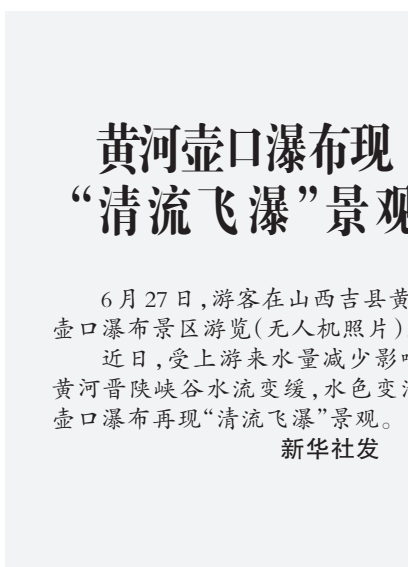 黄河壶口瀑布现
“清流飞瀑”景观
6月27日,游客在山西吉县黄
壶口瀑布景区游览(无人机照片)
近日,受上游来水量减少影响
黄河晋陕峡谷水流变缓,水色变
壶口瀑布再现“清流飞瀑”景观。
新华社发